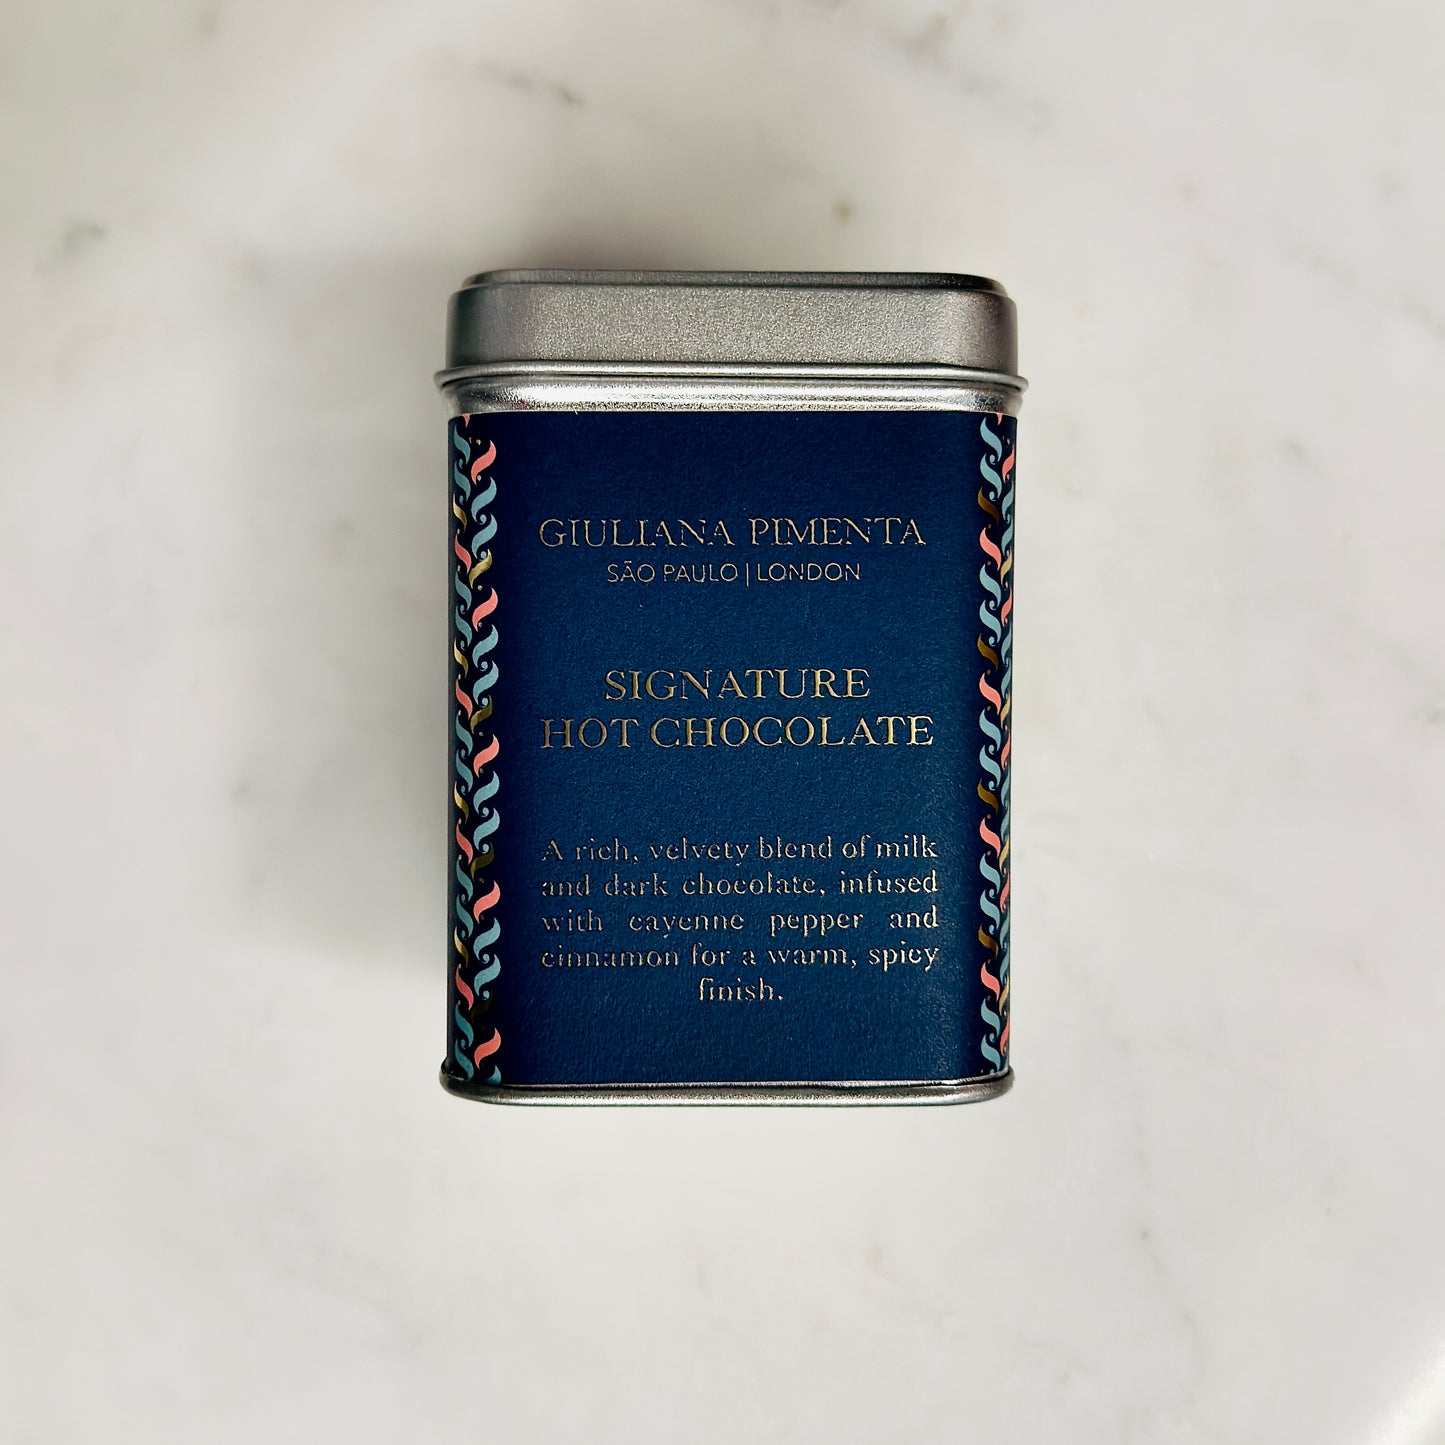 GIULIANA PIMENTA
SÃO PAULO | LONDON
SIGNATURE
HOT CHOCOLATE
A rich, velvety blend of milk
and dark chocolate, infused
with cayenne pepper and
cinnamon for a warm, spicy
finish.